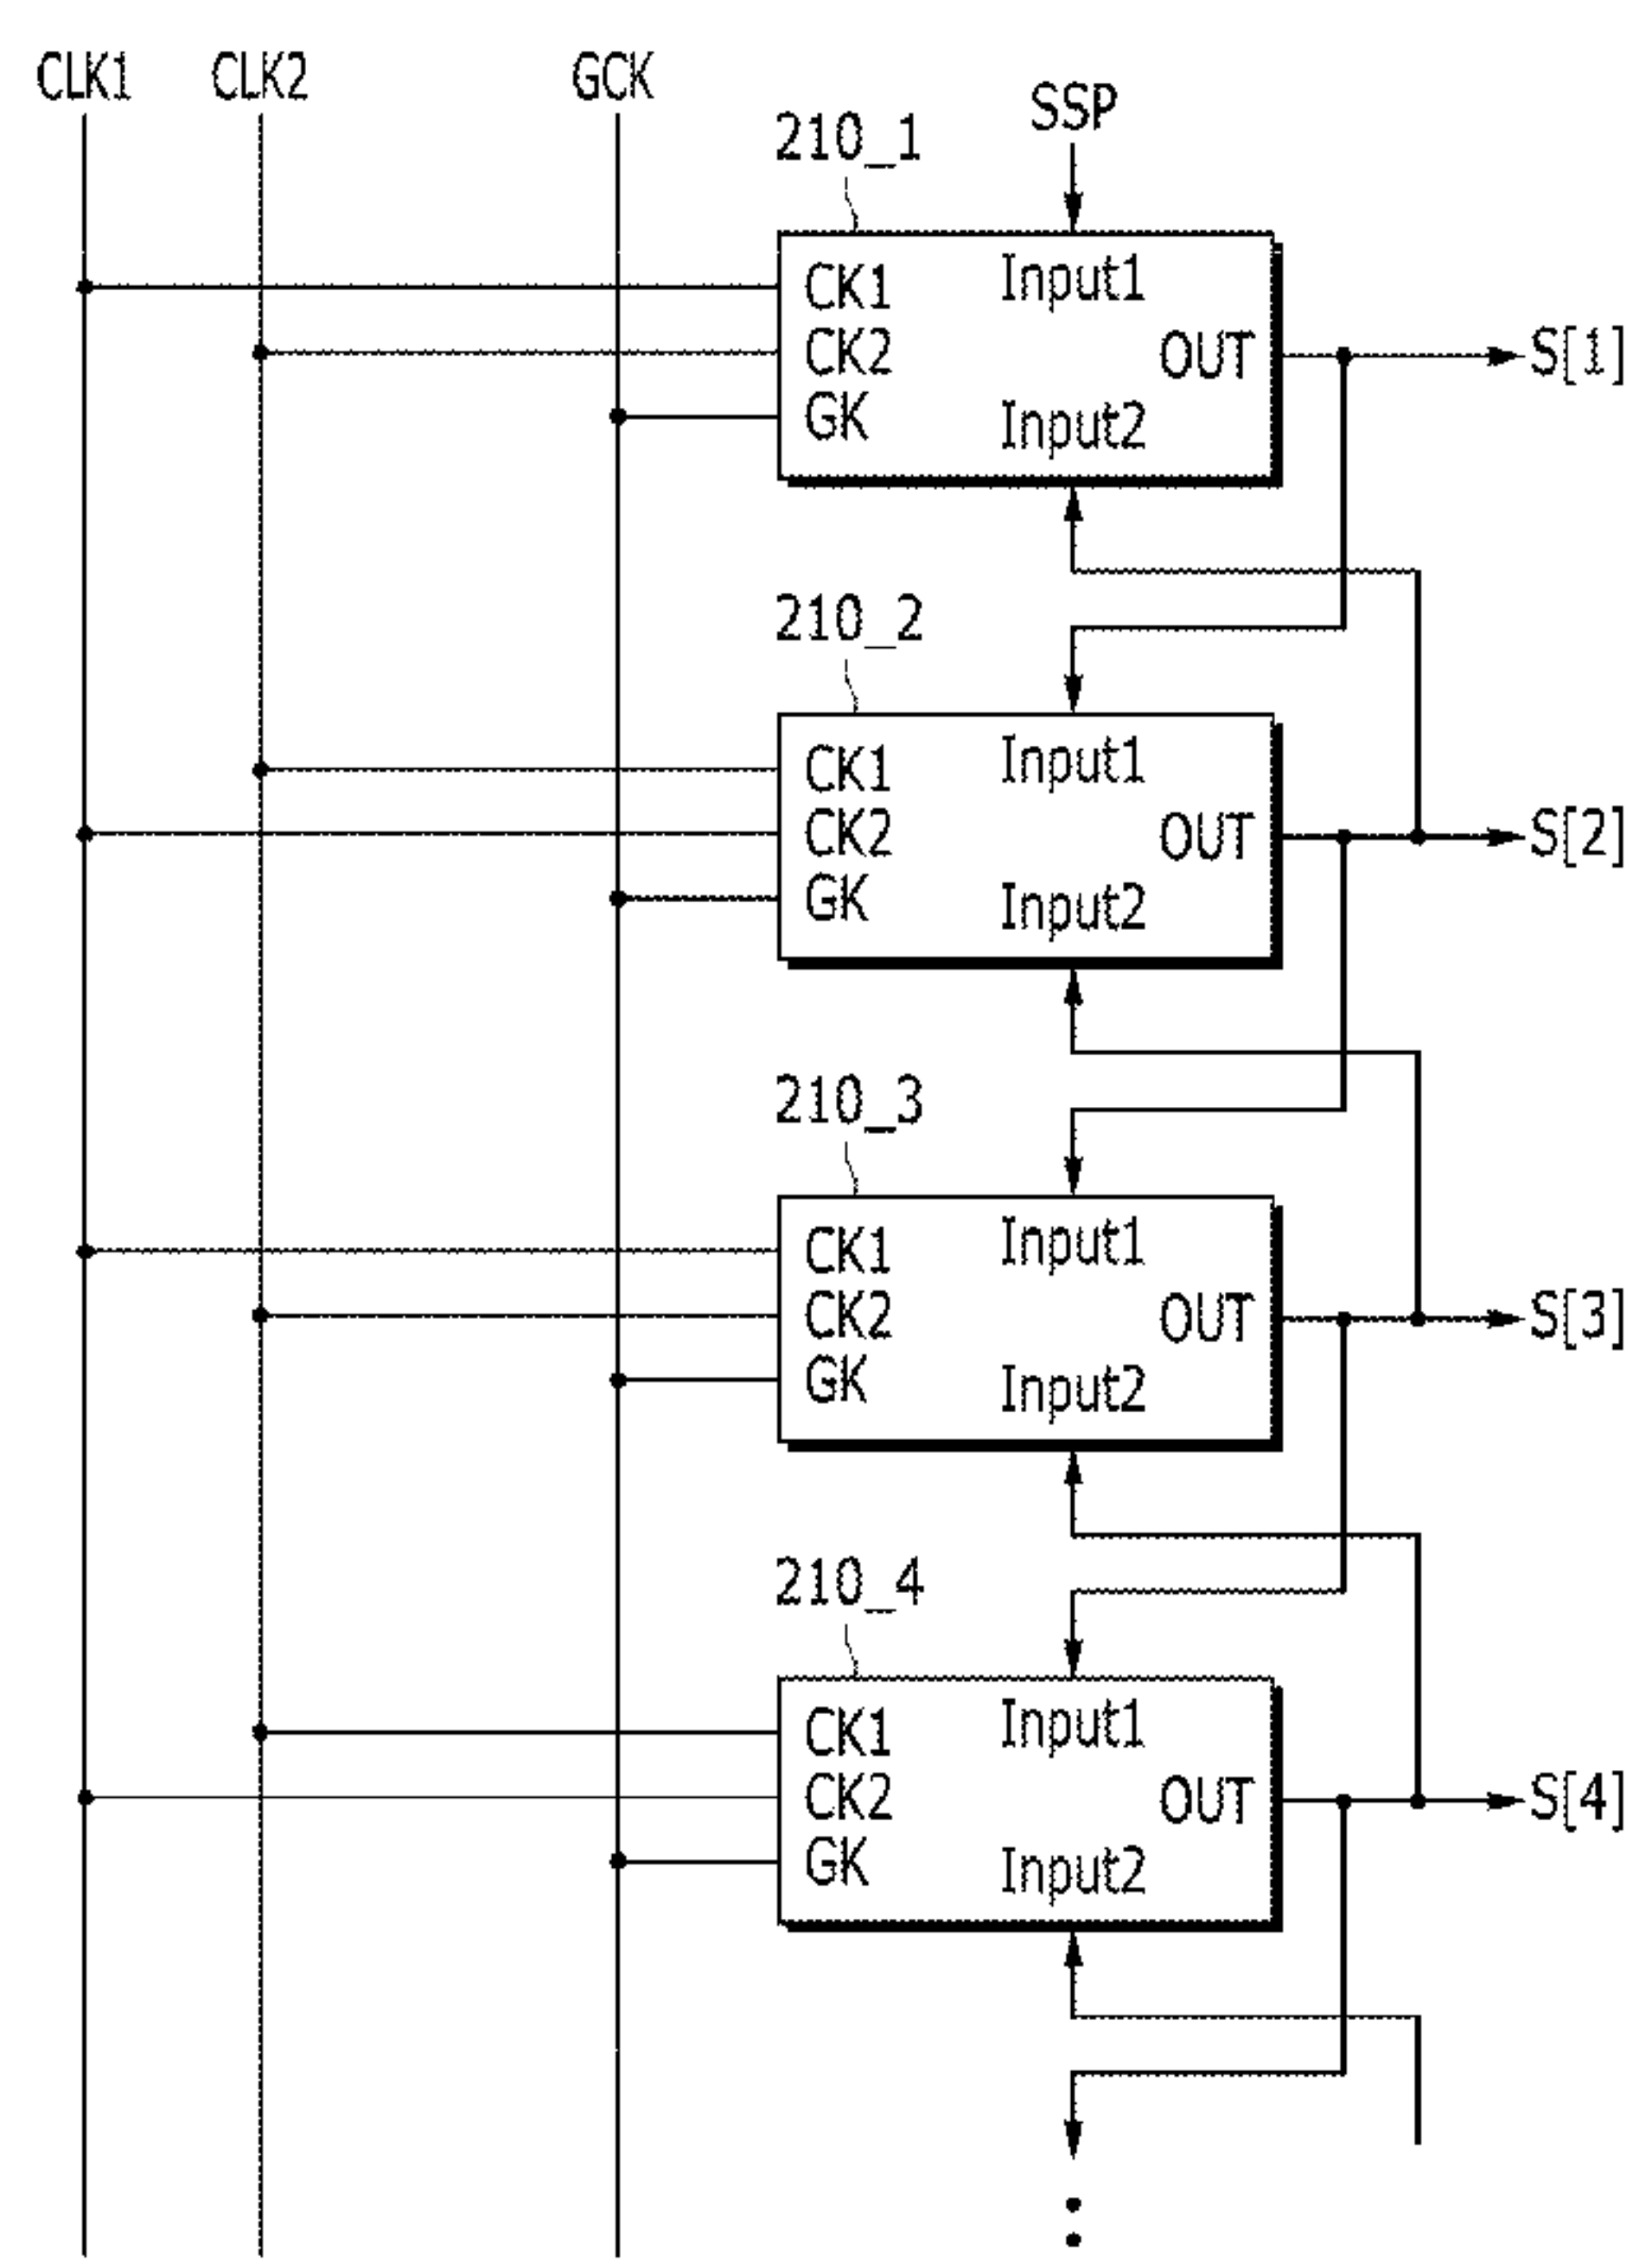 CLK1 CLK2 GCK SSP
210_1
CK1 Input1
CK2 OUT S[1]
GK Input2
210_2
CK1 Input1
CK2 OUT S[2]
GK Input2
210_3
CK1 Input1
CK2 OUT S[3]
GK Input2
210_4
CK1 Input1
CK2 OUT S[4]
GK Input2